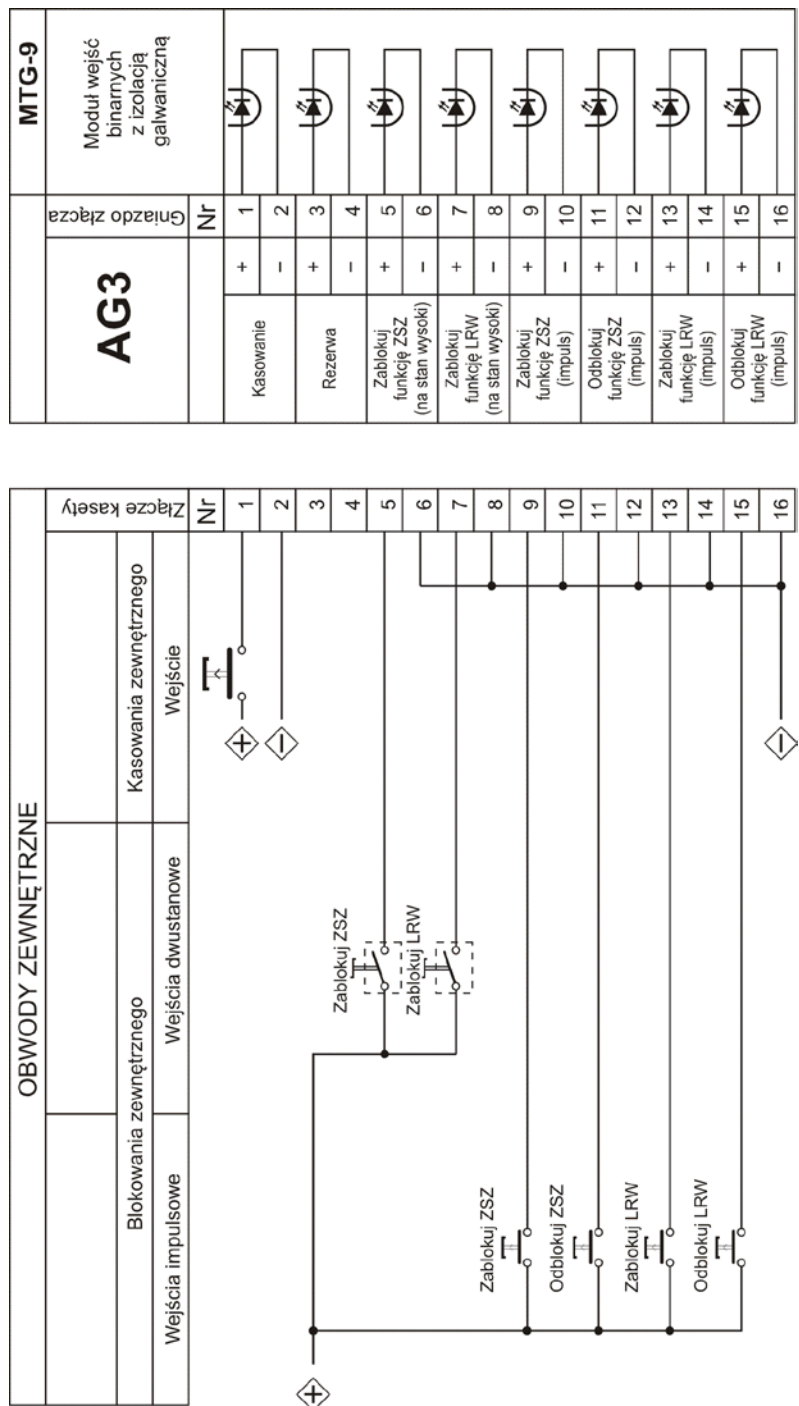 MTG-9
Moduł wejść
binarnych
z izolacją
galwaniczną
AG3
Gniazdo złącza
Nr
Kasowanie
+ 1
– 2
Rezerwa
+ 3
– 4
Zablokuj
funkcję ZSZ
(na stan wysoki)
+ 5
– 6
Zablokuj
funkcję LRW
(na stan wysoki)
+ 7
– 8
Zablokuj
funkcję ZSZ
(impuls)
+ 9
– 10
Odblokuj
funkcję ZSZ
(impuls)
+ 11
– 12
Zablokuj
funkcję LRW
(impuls)
+ 13
– 14
Odblokuj
funkcję LRW
(impuls)
+ 15
– 16
OBWODY ZEWNĘTRZNE
Blokowania zewnętrznego
Kasowania zewnętrznego
Wejścia impulsowe
Wejścia dwustanowe
Wejście
Złącze kasety
Nr
1
2
3
4
5
6
7
8
9
10
11
12
13
14
15
16
+
–
Zablokuj ZSZ
Zablokuj LRW
+
Zablokuj ZSZ
Odblokuj ZSZ
Zablokuj LRW
Odblokuj LRW
–